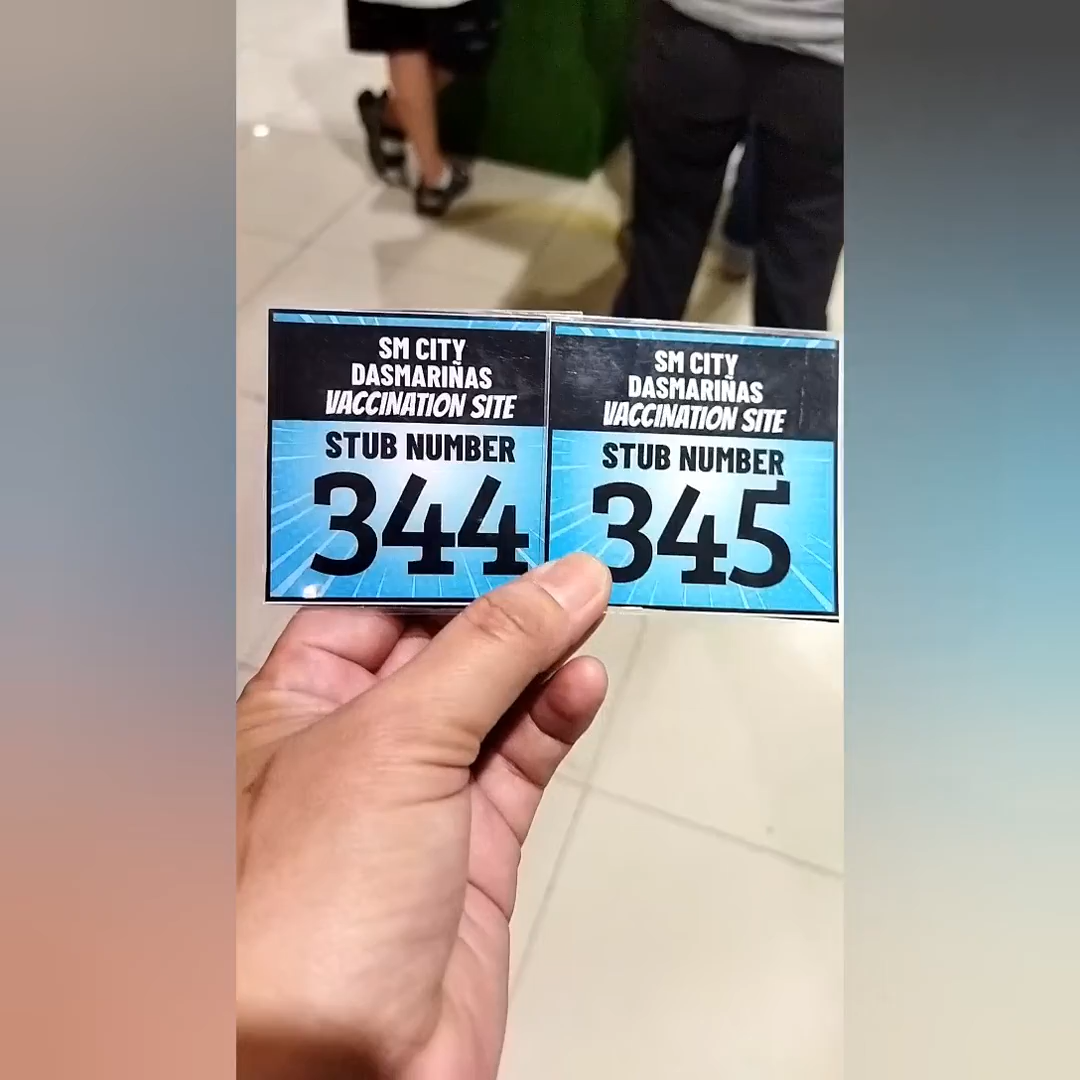 SM CITY
DASMARIÑAS
VACCINATION SITE
STUB NUMBER
344
SM CITY
DASMARIÑAS
VACCINATION SITE
STUB NUMBER
345